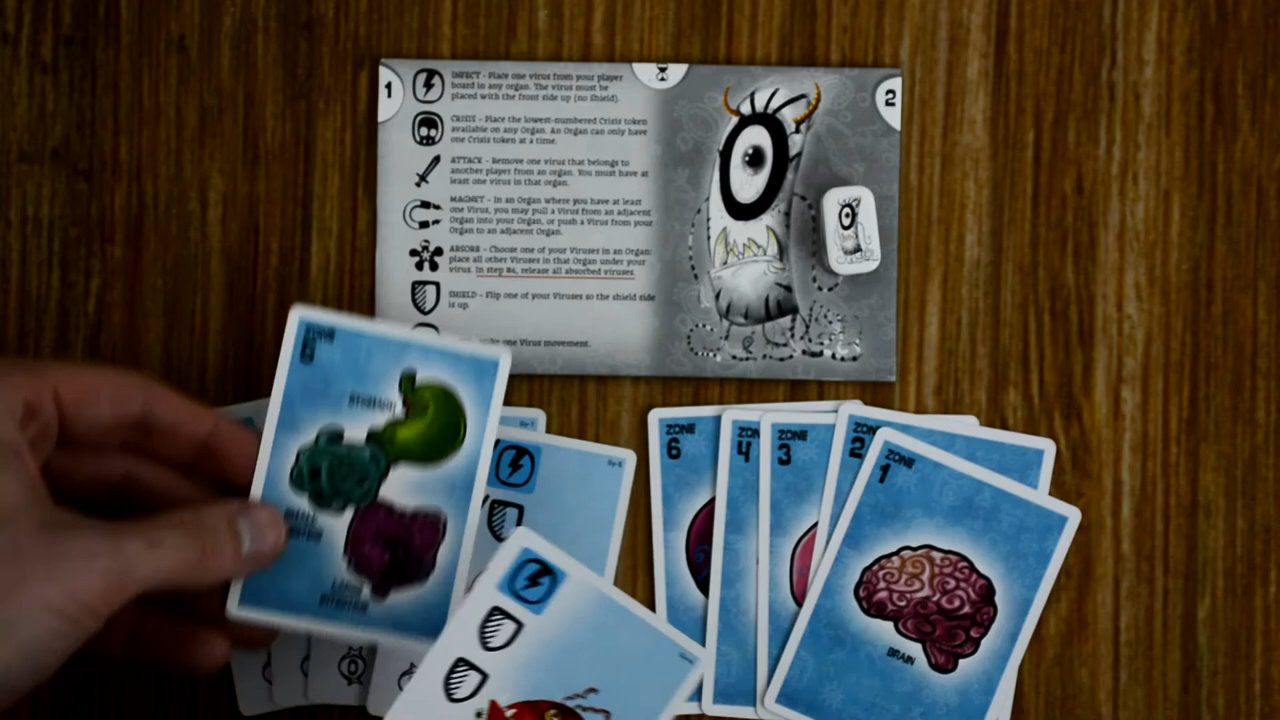 1
INFECT - Place one virus from your player
board in any organ. The virus must be
placed with the front side up (no Shield).
CRISIS - Place the lowest-numbered Crisis token
available on any Organ. An Organ can only have
one Crisis token at a time.
ATTACK - Remove one virus that belongs to
another player from an organ. You must have at
least one virus in that organ.
MAGNET - In an Organ where you have at least
one Virus, you may pull a Virus from an adjacent
Organ into your Organ, or push a Virus from your
Organ to an adjacent Organ.
ABSORB - Choose one of your Viruses in an Organ;
place all other Viruses in that Organ under your
virus. In step #4, release all absorbed viruses.
SHIELD - Flip one of your Viruses so the shield side
is up.
one Virus movement.
2
ZONE
STOMACH
ZONE
6
ZONE
4
ZONE
3
ZONE
2
ZONE
1
BRAIN